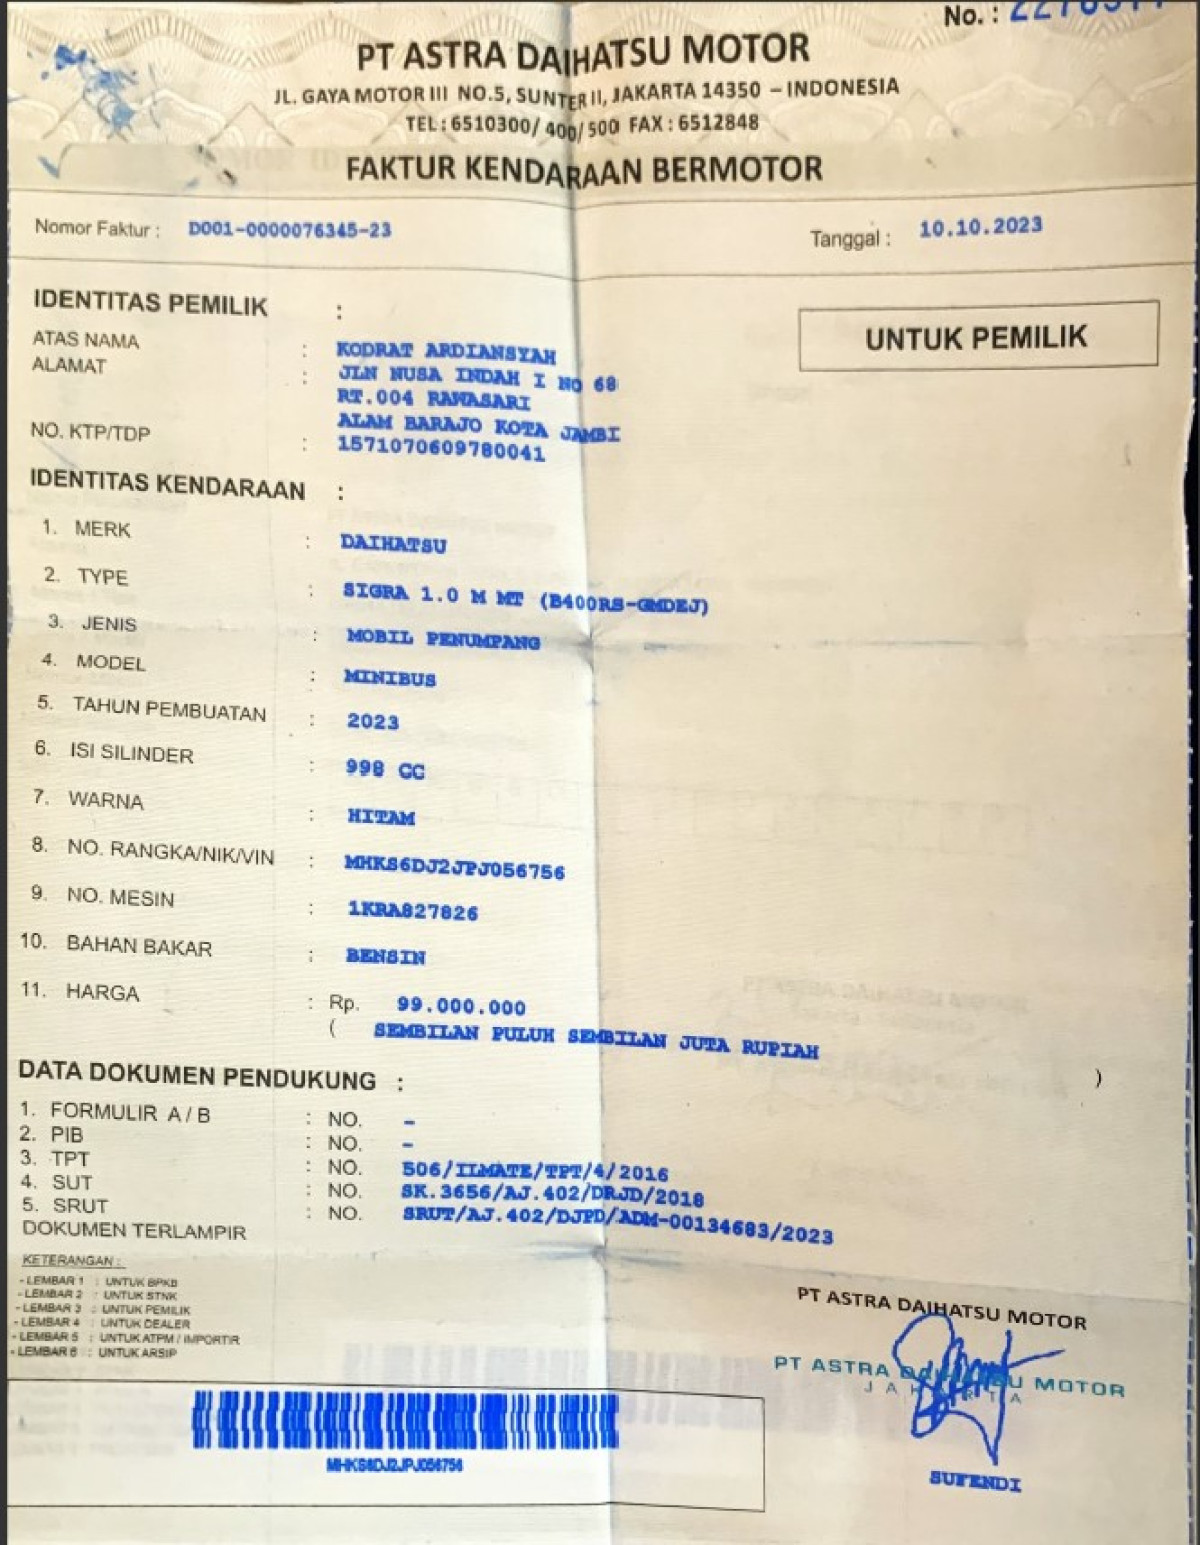 No. :
PT ASTRA DAIHATSU MOTOR
JL. GAYA MOTOR III NO.5, SUNTER II, JAKARTA 14350 – INDONESIA
TEL : 6510300/ 400/ 500 FAX : 6512848
FAKTUR KENDARAAN BERMOTOR
Nomor Faktur : D001-0000076345-23
Tanggal : 10.10.2023
IDENTITAS PEMILIK :
UNTUK PEMILIK
ATAS NAMA : KODRAT ARDIANSYAH
ALAMAT : JLN NUSA INDAH I NO 68
RT.004 RAWASARI
ALAM BARAJO KOTA JAMBI
NO. KTP/TDP : 1571070609780041
IDENTITAS KENDARAAN :
1. MERK : DAIHATSU
2. TYPE : SIGRA 1.0 M MT (B400RS-GMDEJ)
3. JENIS : MOBIL PENUMPANG
4. MODEL : MINIBUS
5. TAHUN PEMBUATAN : 2023
6. ISI SILINDER : 998 CC
7. WARNA : HITAM
8. NO. RANGKA/NIK/VIN : MHKS6DJ2JPJ056756
9. NO. MESIN : 1KRA827826
10. BAHAN BAKAR : BENSIN
11. HARGA : Rp. 99.000.000
( SEMBILAN PULUH SEMBILAN JUTA RUPIAH )
DATA DOKUMEN PENDUKUNG :
1. FORMULIR A / B : NO. –
2. PIB : NO. –
3. TPT : NO. 506/ILMATE/TPT/4/2016
4. SUT : NO. SK.3656/AJ.402/DRJD/2018
5. SRUT : NO. SRUT/AJ.402/DJPD/ADM-00134683/2023
DOKUMEN TERLAMPIR
KETERANGAN :
- LEMBAR 1 : UNTUK BPKB
- LEMBAR 2 : UNTUK STNK
- LEMBAR 3 : UNTUK PEMILIK
- LEMBAR 4 : UNTUK DEALER
- LEMBAR 5 : UNTUK ATPM / IMPORTIR
- LEMBAR 6 : UNTUK ARSIP
PT ASTRA DAIHATSU MOTOR
PT ASTRA DAIHATSU MOTOR
JAKARTA
SUFENDI
MHKS6DJ2JPJ056756